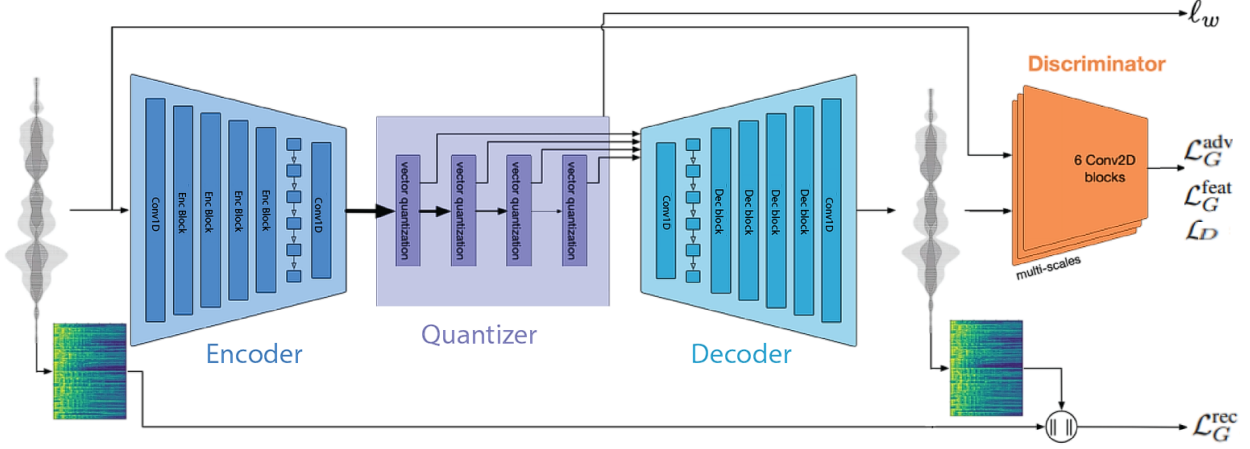 ℓ_w
Discriminator
6 Conv2D
blocks
multi-scales
ℒ_G^adv
ℒ_G^feat
ℒ_D
Conv1D
Enc Block
Enc Block
Enc Block
Enc Block
Conv1D
vector quantization
vector quantization
vector quantization
vector quantization
Conv1D
Dec block
Dec block
Dec block
Dec block
Conv1D
Encoder
Quantizer
Decoder
|| ||
ℒ_G^rec